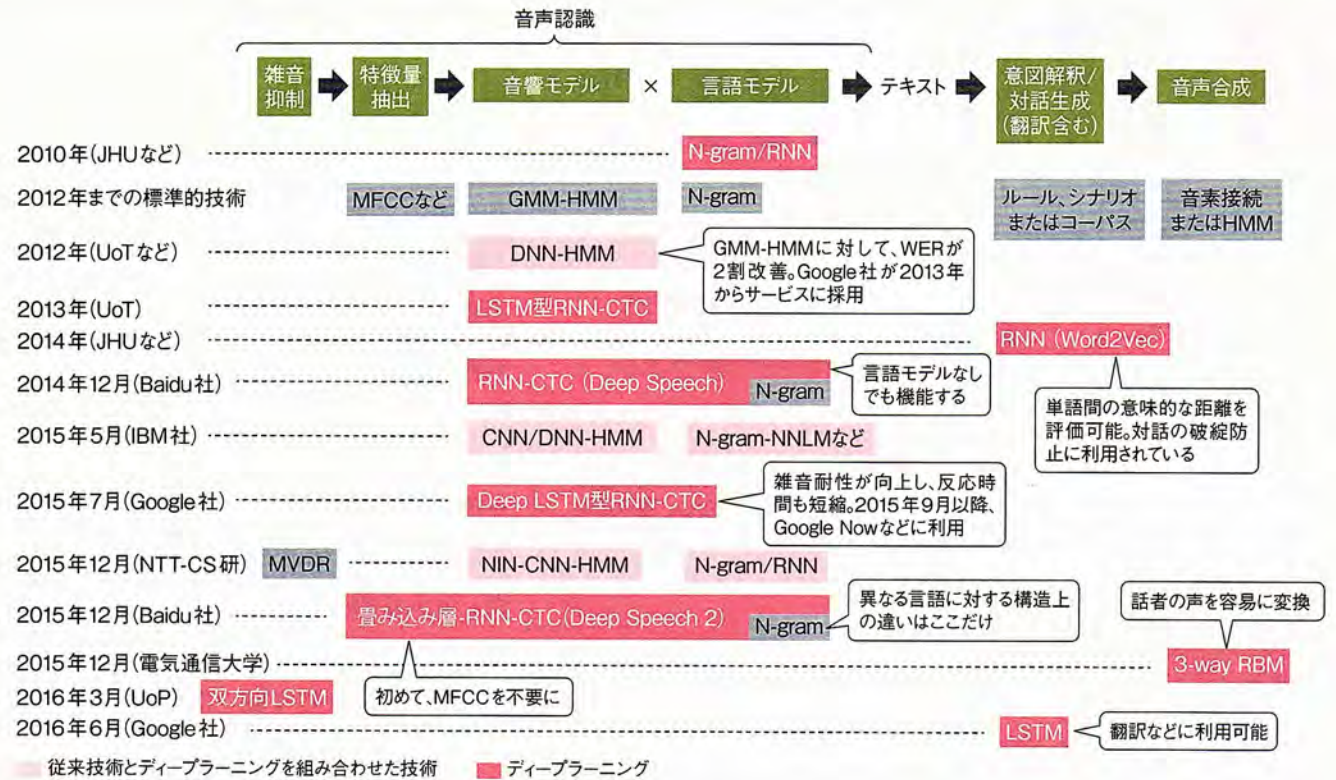 音声認識
雑音
抑制
特徴量
抽出
音響モデル
×
言語モデル
テキスト
意図解釈/
対話生成
(翻訳含む)
音声合成
2010年(JHUなど)
N-gram/RNN
2012年までの標準的技術
MFCCなど
GMM-HMM
N-gram
ルール、シナリオ
またはコーパス
音素接続
またはHMM
2012年(UoTなど)
DNN-HMM
GMM-HMMに対して、WERが
2割改善。Google社が2013年
からサービスに採用
2013年(UoT)
LSTM型RNN-CTC
2014年(JHUなど)
RNN (Word2Vec)
単語間の意味的な距離を
評価可能。対話の破綻防
止に利用されている
2014年12月(Baidu社)
RNN-CTC (Deep Speech)
N-gram
言語モデルなし
でも機能する
2015年5月(IBM社)
CNN/DNN-HMM
N-gram-NNLMなど
2015年7月(Google社)
Deep LSTM型RNN-CTC
雑音耐性が向上し、反応時
間も短縮。2015年9月以降、
Google Nowなどに利用
2015年12月(NTT-CS研)
MVDR
NIN-CNN-HMM
N-gram/RNN
2015年12月(Baidu社)
畳み込み層-RNN-CTC(Deep Speech 2)
N-gram
異なる言語に対する構造上
の違いはここだけ
初めて、MFCCを不要に
2015年12月(電気通信大学)
3-way RBM
話者の声を容易に変換
2016年3月(UoP)
双方向LSTM
2016年6月(Google社)
LSTM
翻訳などに利用可能
従来技術とディープラーニングを組み合わせた技術
ディープラーニング